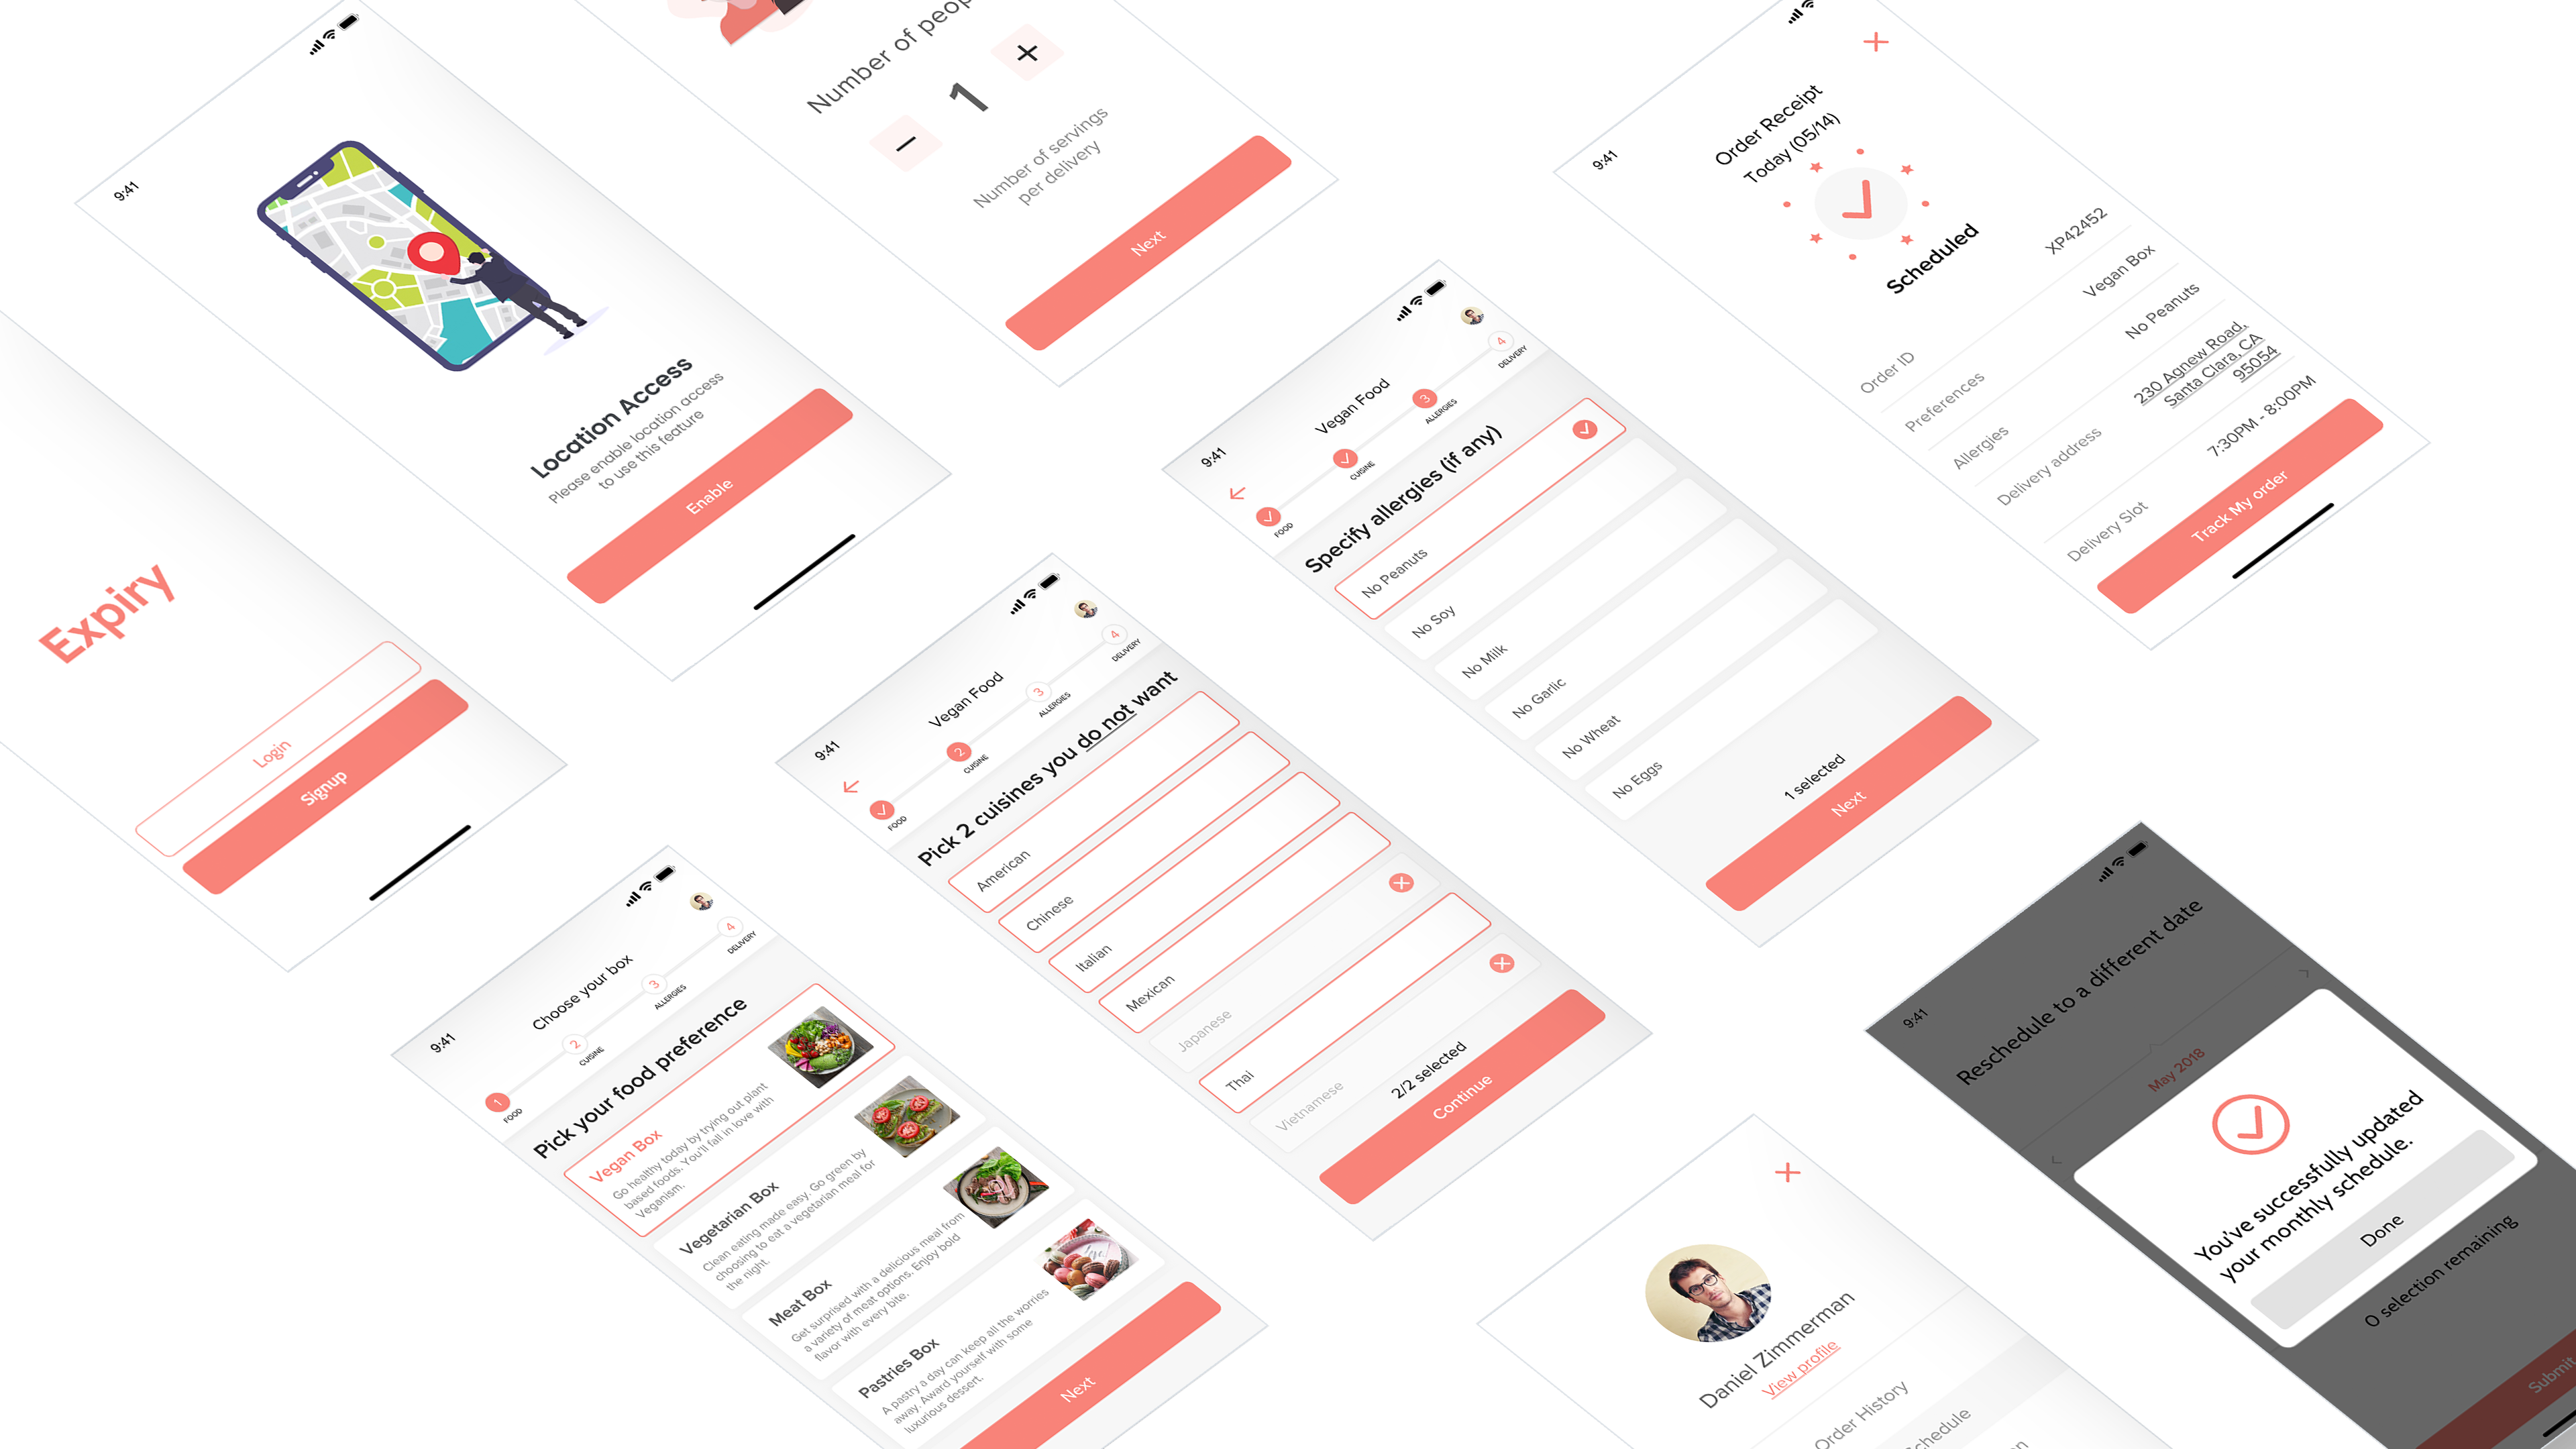 Expiry
Login
Signup
9:41
Location Access
Please enable location access
to use this feature
Enable
Number of
1
Number of servings
per delivery
Next
9:41
Order Receipt
Today (05/14)
Scheduled
Order ID XP42452
Preferences Vegan Box
Allergies No Peanuts
Delivery address 230 Agnew Road,
Santa Clara, CA
95054
Delivery Slot 7:30PM - 8:00PM
Track My order
9:41
Choose your box
1 2 3 4
FOOD CUISINE ALLERGIES DELIVERY
Pick your food preference
Vegan Box
Go healthy today by trying out plant
based foods. You'll fall in love with
Veganism.
Vegetarian Box
Clean eating made easy. Go green by
choosing to eat a vegetarian meal for
the night.
Meat Box
Get surprised with a delicious meal from
a variety of meat options. Enjoy bold
flavor with every bite.
Pastries Box
A pastry a day can keep all the worries
away. Award yourself with some
luxurious dessert.
Next
9:41
Vegan Food
2 3 4
FOOD CUISINE ALLERGIES DELIVERY
Pick 2 cuisines you do not want
American
Chinese
Italian
Mexican
Japanese
Thai
Vietnamese
2/2 selected
Continue
9:41
Vegan Food
3 4
FOOD CUISINE ALLERGIES DELIVERY
Specify allergies (if any)
No Peanuts
No Soy
No Milk
No Garlic
No Wheat
No Eggs
1 selected
Next
Daniel Zimmerman
View profile
Order History
9:41
Reschedule to a different date
May 2018
You've successfully updated
your monthly schedule.
Done
0 selection remaining
Submit